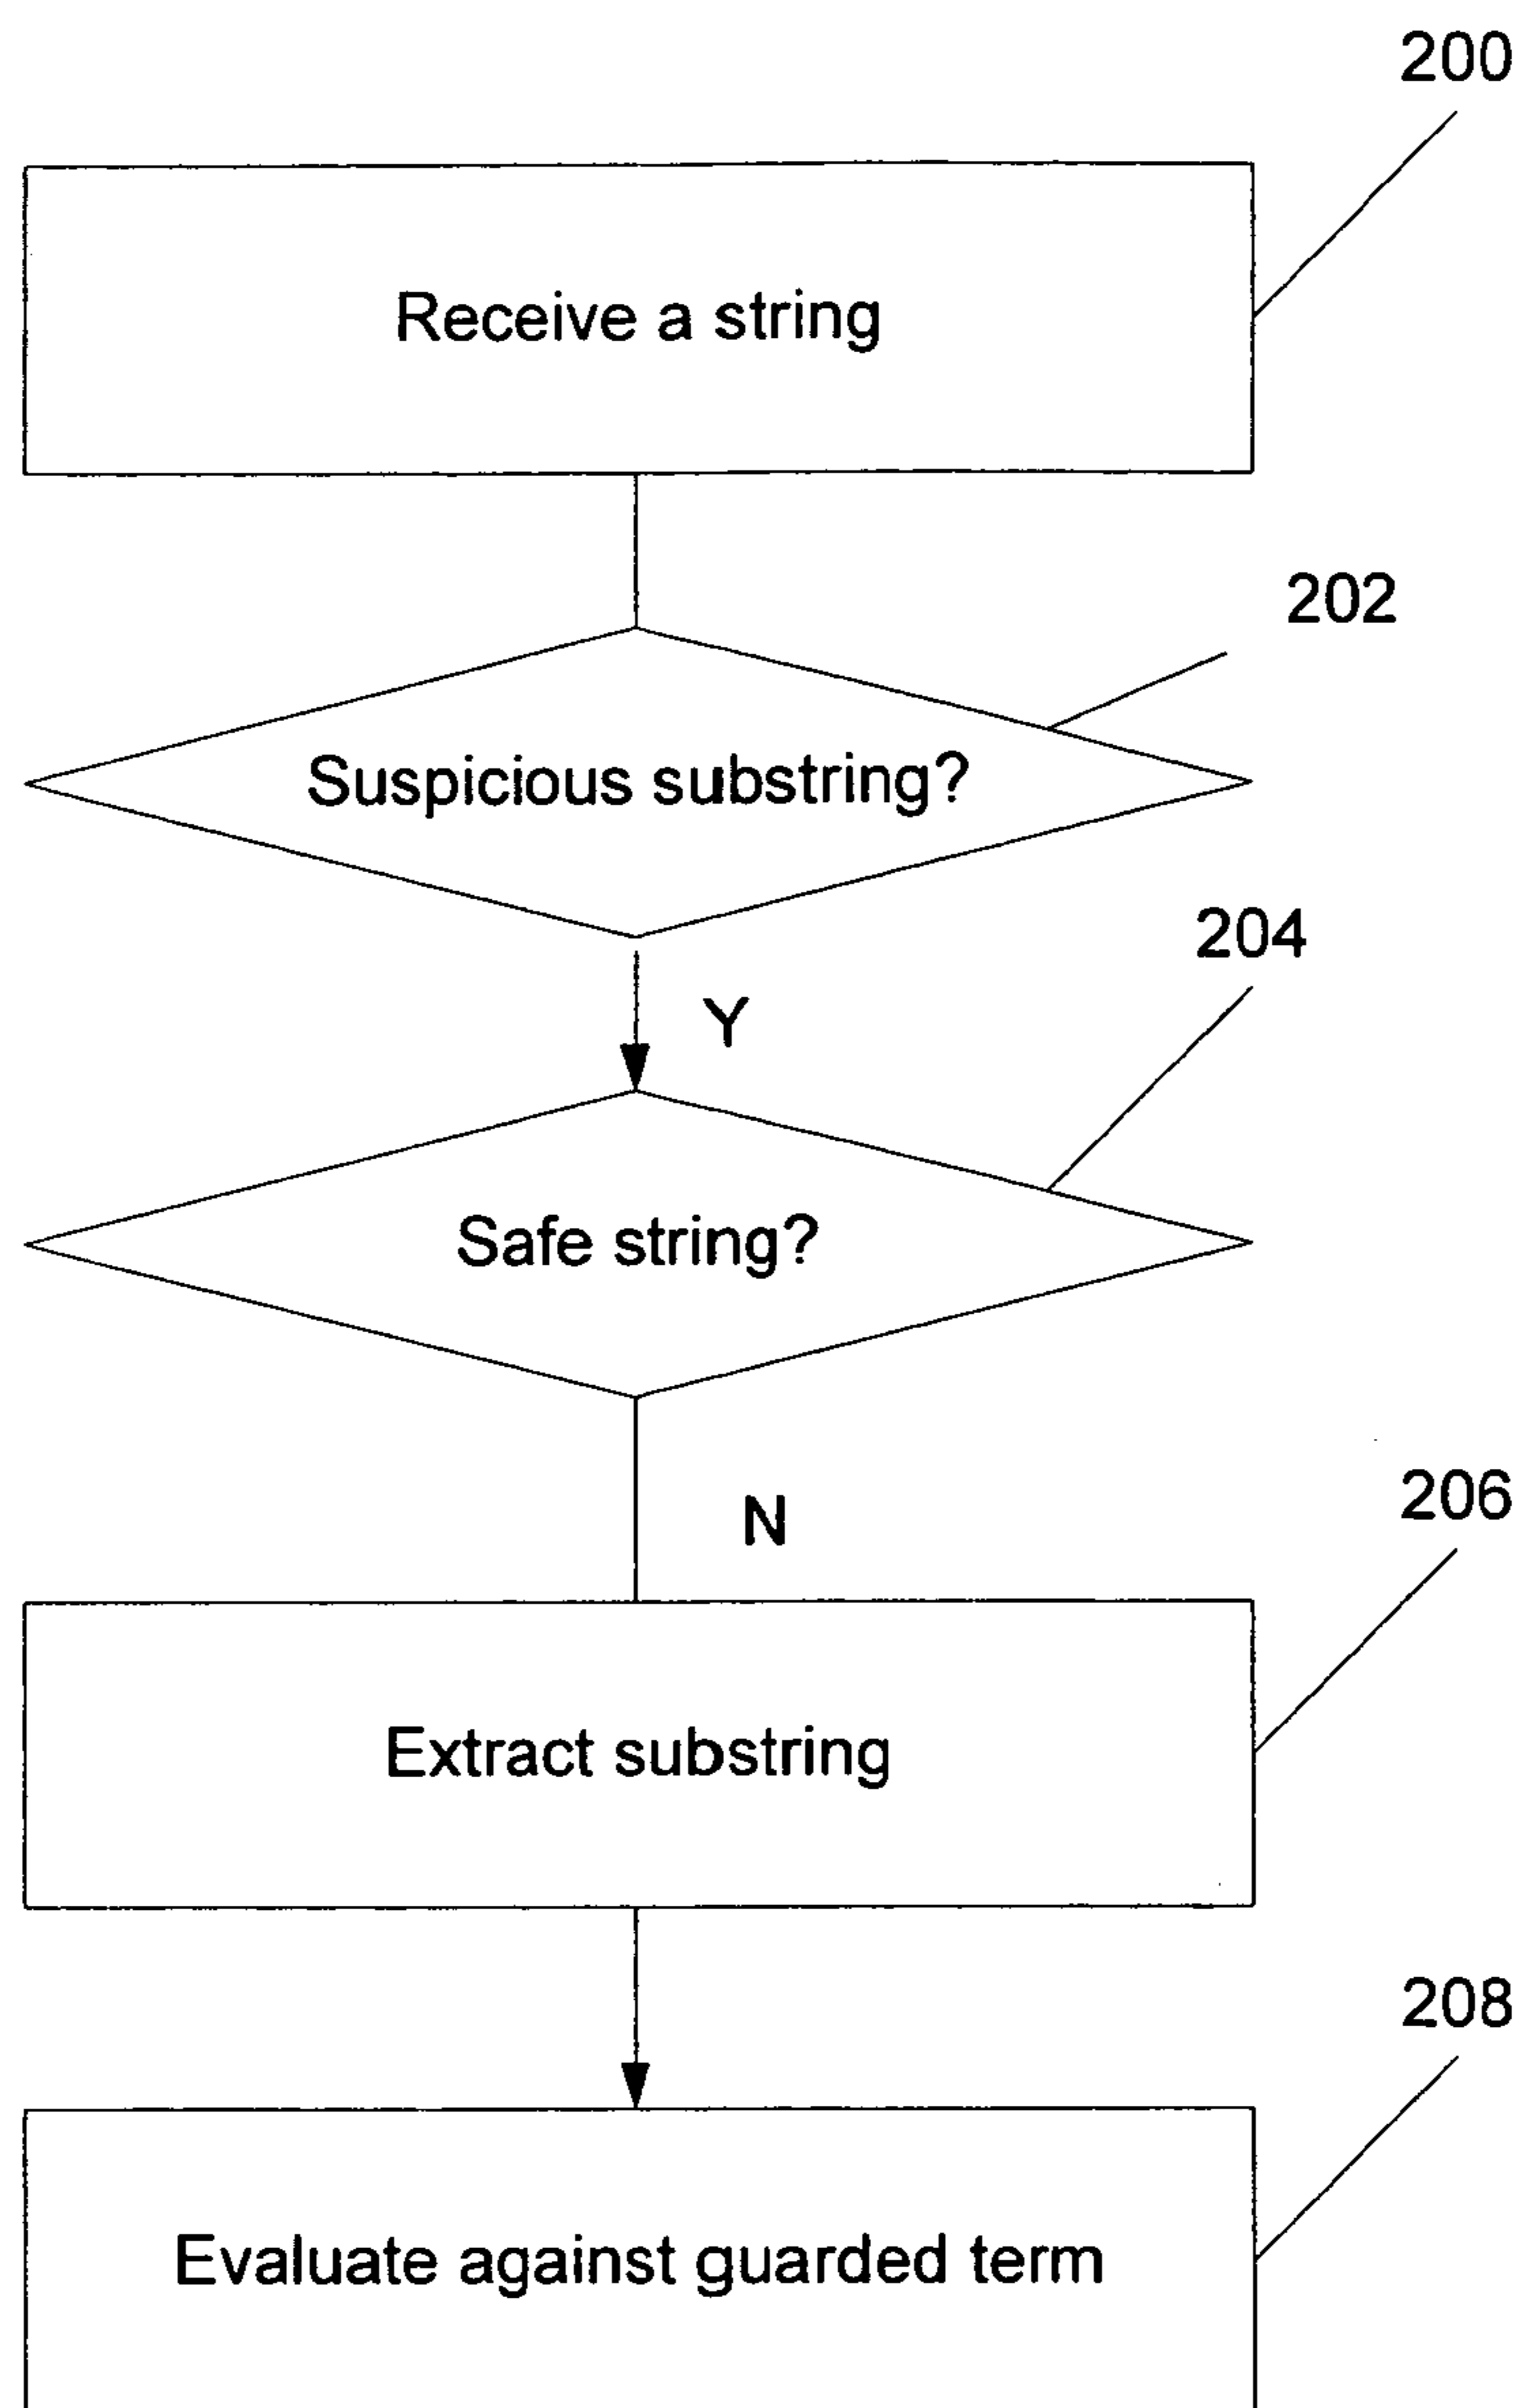 200
Receive a string
202
Suspicious substring?
204
Y
Safe string?
206
N
Extract substring
208
Evaluate against guarded term